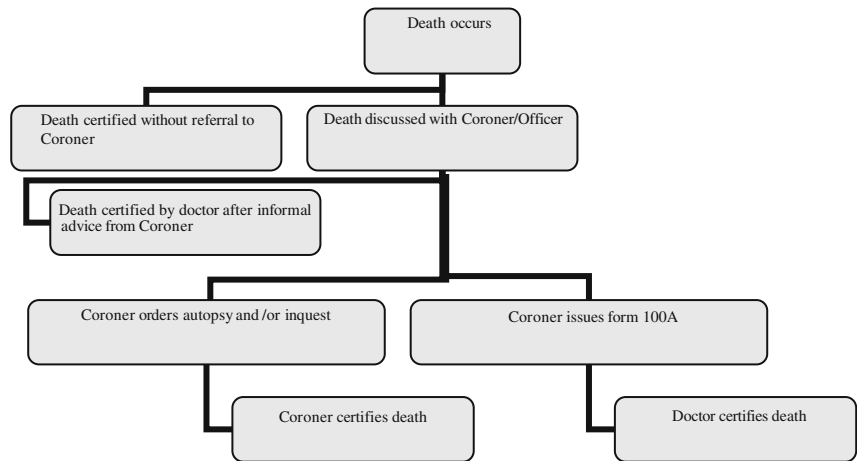 Death occurs
Death certified without referral to
Coroner
Death discussed with Coroner/Officer
Death certified by doctor after informal
advice from Coroner
Coroner orders autopsy and /or inquest
Coroner issues form 100A
Coroner certifies death
Doctor certifies death